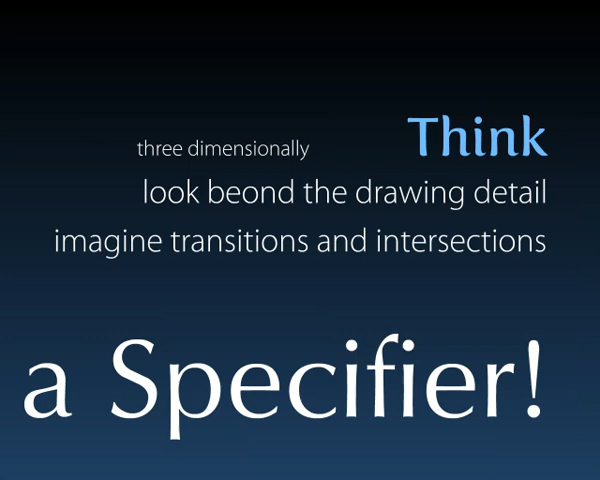 three dimensionally Think
look beond the drawing detail
imagine transitions and intersections
a Specifier!